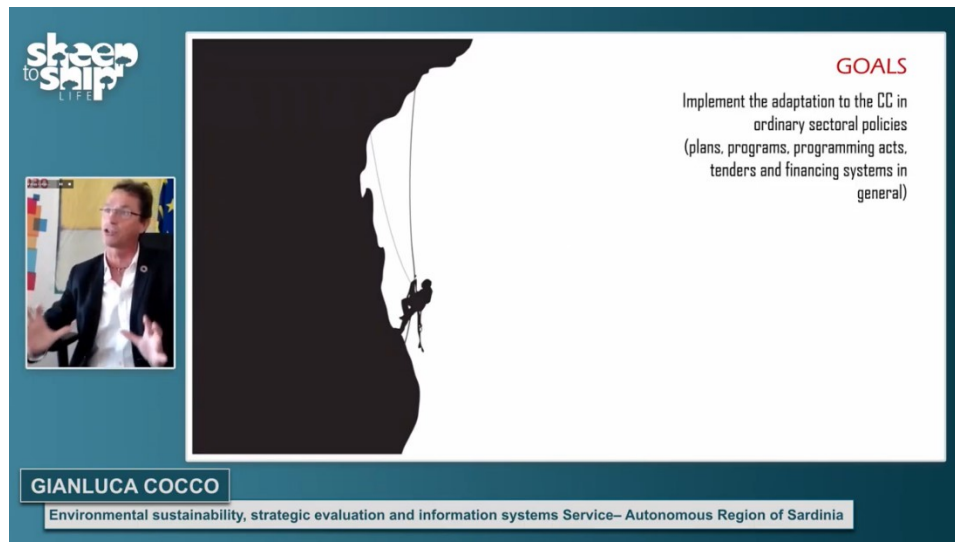 sheep
to ship
LIFE
GOALS
Implement the adaptation to the CC in
ordinary sectoral policies
(plans, programs, programming acts,
tenders and financing systems in
general)
GIANLUCA COCCO
Environmental sustainability, strategic evaluation and information systems Service– Autonomous Region of Sardinia